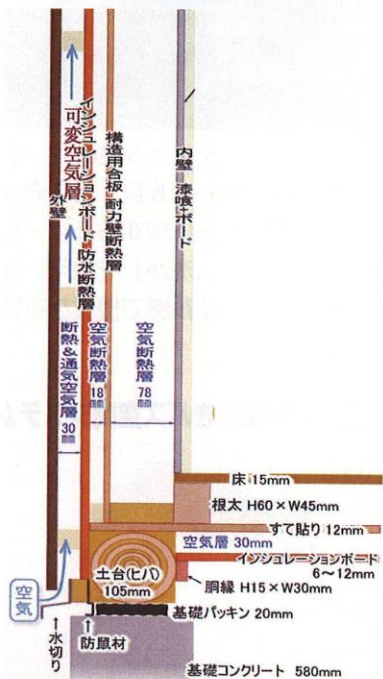 外壁
可変空気層
インシュレーションボード 防水断熱層
構造用合板 耐力壁断熱層
内壁 漆喰+ボード
断熱&通気空気層
30mm
空気断熱層
18mm
空気断熱層
78mm
床 15mm
根太 H60×W45mm
すて貼り 12mm
空気層 30mm
インシュレーションボード
6〜12mm
土台(ヒバ)
105mm
胴縁 H15×W30mm
空気
基礎パッキン 20mm
↑水切り
↑防鼠材
基礎コンクリート 580mm